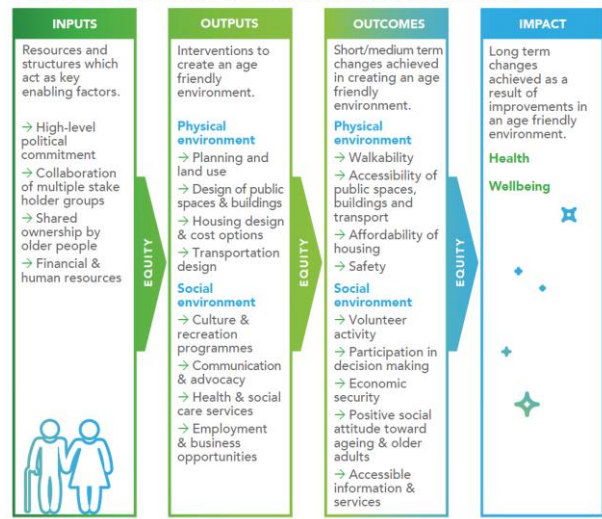 INPUTS
Resources and
structures which
act as key
enabling factors.
→ High-level
political
commitment
→ Collaboration
of multiple stake
holder groups
→ Shared
ownership by
older people
→ Financial &
human resources
EQUITY
OUTPUTS
Interventions to
create an age
friendly
environment.
Physical
environment
→ Planning and
land use
→ Design of public
spaces & buildings
→ Housing design
& cost options
→ Transportation
design
Social
environment
→ Culture &
recreation
programmes
→ Communication
& advocacy
→ Health & social
care services
→ Employment
& business
opportunities
EQUITY
OUTCOMES
Short/medium term
changes achieved
in creating an age
friendly
environment.
Physical
environment
→ Walkability
→ Accessibility of
public spaces,
buildings and
transport
→ Affordability of
housing
→ Safety
Social
environment
→ Volunteer
activity
→ Participation in
decision making
→ Economic
security
→ Positive social
attitude toward
ageing & older
adults
→ Accessible
information &
services
EQUITY
IMPACT
Long term
changes
achieved as a
result of
improvements in
an age friendly
environment.
Health
Wellbeing